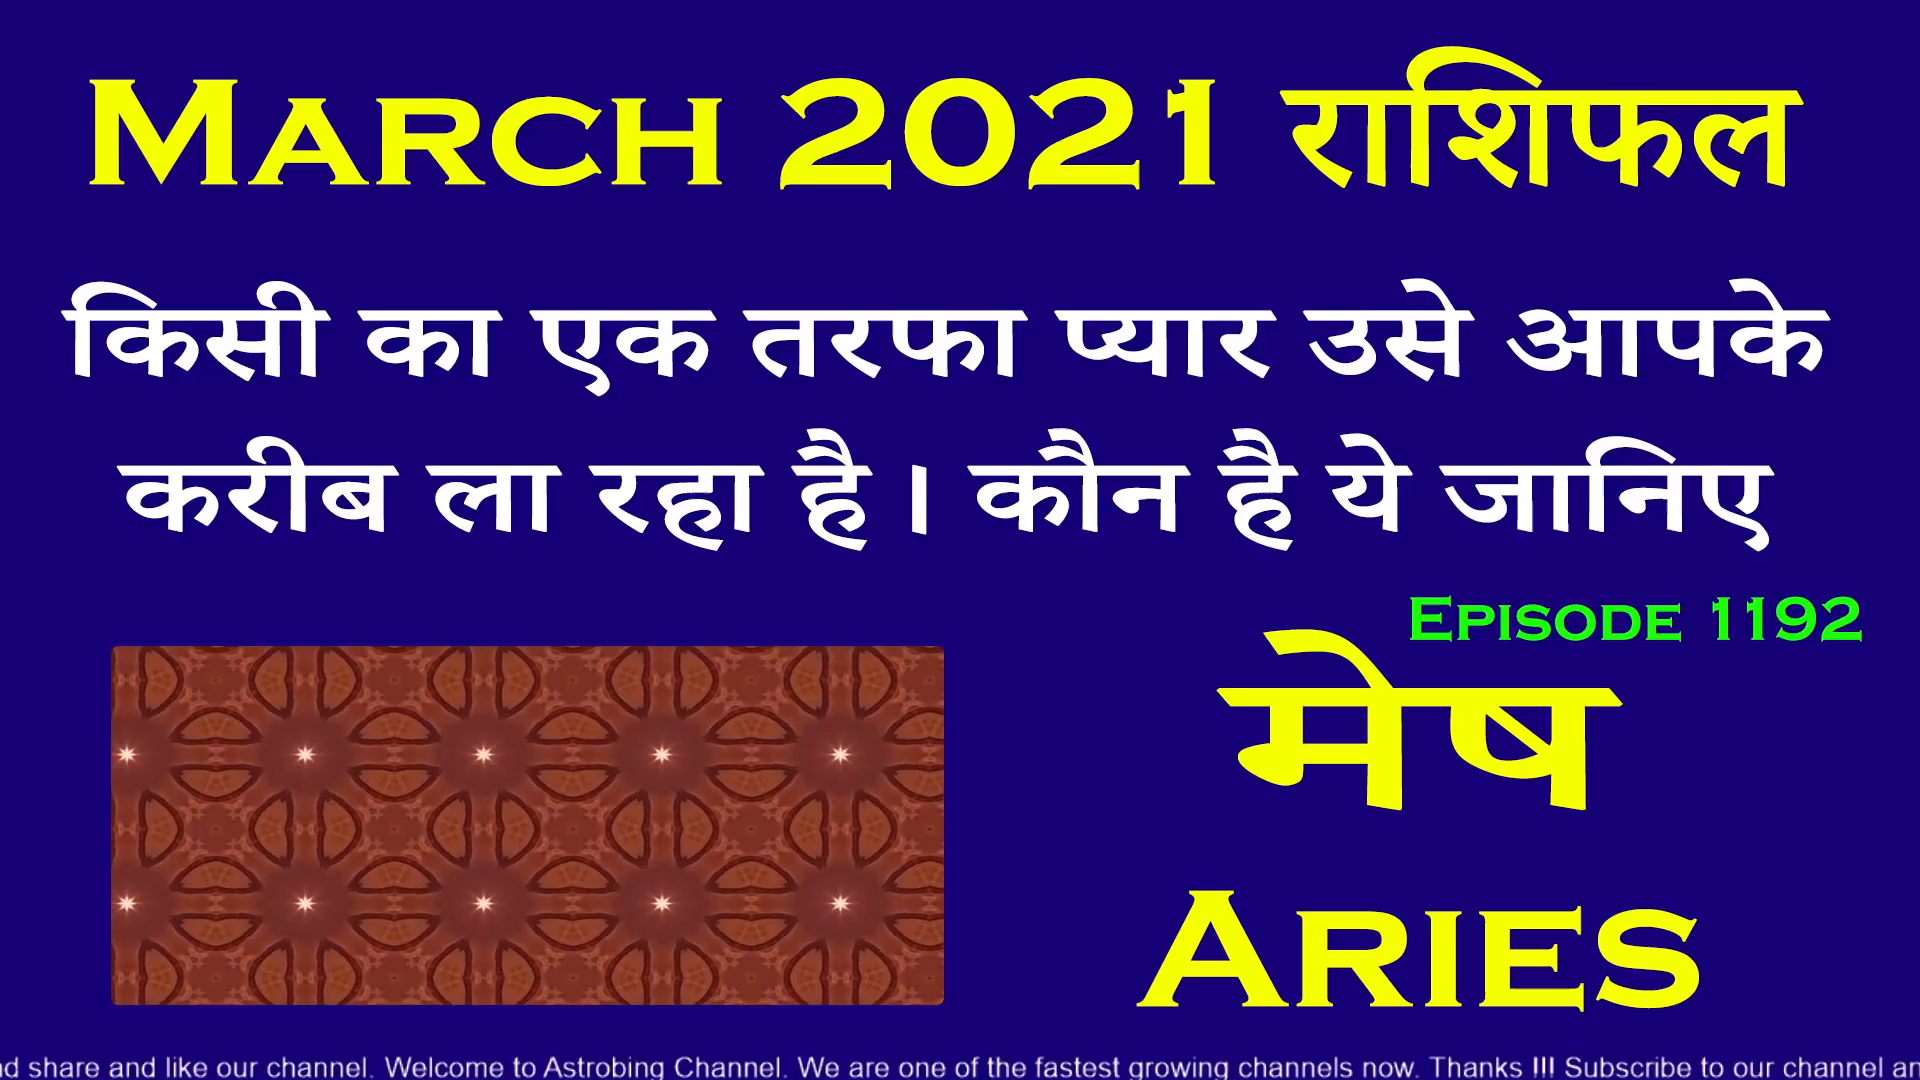 MARCH 2021 राशिफल
किसी का एक तरफा प्यार उसे आपके
करीब ला रहा है । कौन है ये जानिए
EPISODE 1192
मेष
ARIES
share and like our channel. Welcome to Astrobing Channel. We are one of the fastest growing channels now. Thanks !!! Subscribe to our channel